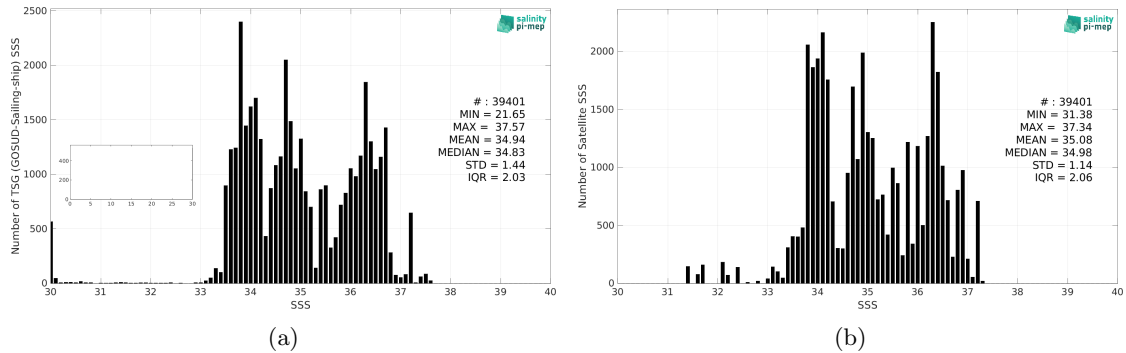 2500
2000
1500
1000
500
0
Number of TSG (GOSUD-Sailing-ship) SSS
salinity
pi-mep
# : 39401
MIN = 21.65
MAX = 37.57
MEAN = 34.94
MEDIAN = 34.83
STD = 1.44
IQR = 2.03
400
200
0
0 5 10 15 20 25 30
30 31 32 33 34 35 36 37 38 39 40
SSS
(a)
2000
1500
1000
500
0
Number of Satellite SSS
salinity
pi-mep
# : 39401
MIN = 31.38
MAX = 37.34
MEAN = 35.08
MEDIAN = 34.98
STD = 1.14
IQR = 2.06
30 31 32 33 34 35 36 37 38 39 40
SSS
(b)